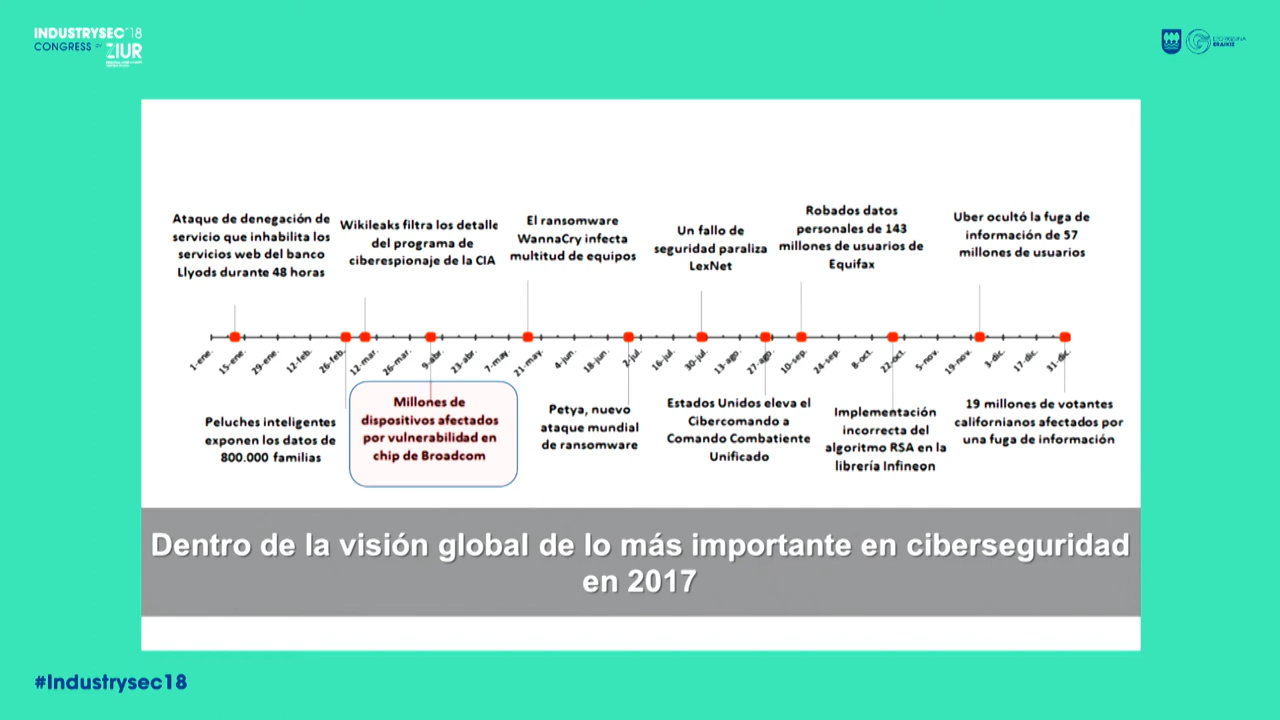 INDUSTRYSEC'18
CONGRESS BY ZIUR
Ataque de denegación de
servicio que inhabilita los
servicios web del banco
Llyods durante 48 horas
Wikileaks filtra los detalle
del programa de
ciberespionaje de la CIA
El ransomware
WannaCry infecta
multitud de equipos
Un fallo de
seguridad paraliza
LexNet
Robados datos
personales de 143
millones de usuarios de
Equifax
Uber ocultó la fuga de
información de 57
millones de usuarios
1-ene.
15-ene.
29-ene.
12-feb.
26-feb.
12-mar.
26-mar.
9-abr.
23-abr.
7-may.
21-may.
4-jun.
18-jun.
2-jul.
16-jul.
30-jul.
13-ago.
27-ago.
10-sep.
24-sep.
8-oct.
22-oct.
5-nov.
19-nov.
3-dic.
17-dic.
31-dic.
Peluches inteligentes
exponen los datos de
800.000 familias
Millones de
dispositivos afectados
por vulnerabilidad en
chip de Broadcom
Petya, nuevo
ataque mundial
de ransomware
Estados Unidos eleva el
Cibercomando a
Comando Combatiente
Unificado
Implementación
incorrecta del
algoritmo RSA en la
librería Infineon
19 millones de votantes
californianos afectados por
una fuga de información
Dentro de la visión global de lo más importante en ciberseguridad
en 2017
#Industrysec18